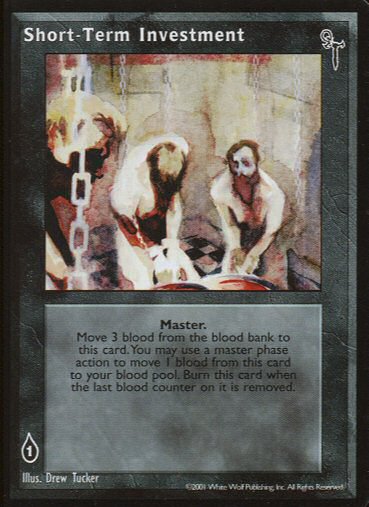 Short-Term Investment
Master.
Move 3 blood from the blood bank to
this card. You may use a master phase
action to move 1 blood from this card
to your blood pool. Burn this card when
the last blood counter on it is removed.
1
Illus. Drew Tucker
©2001 White Wolf Publishing, Inc. All Rights Reserved.